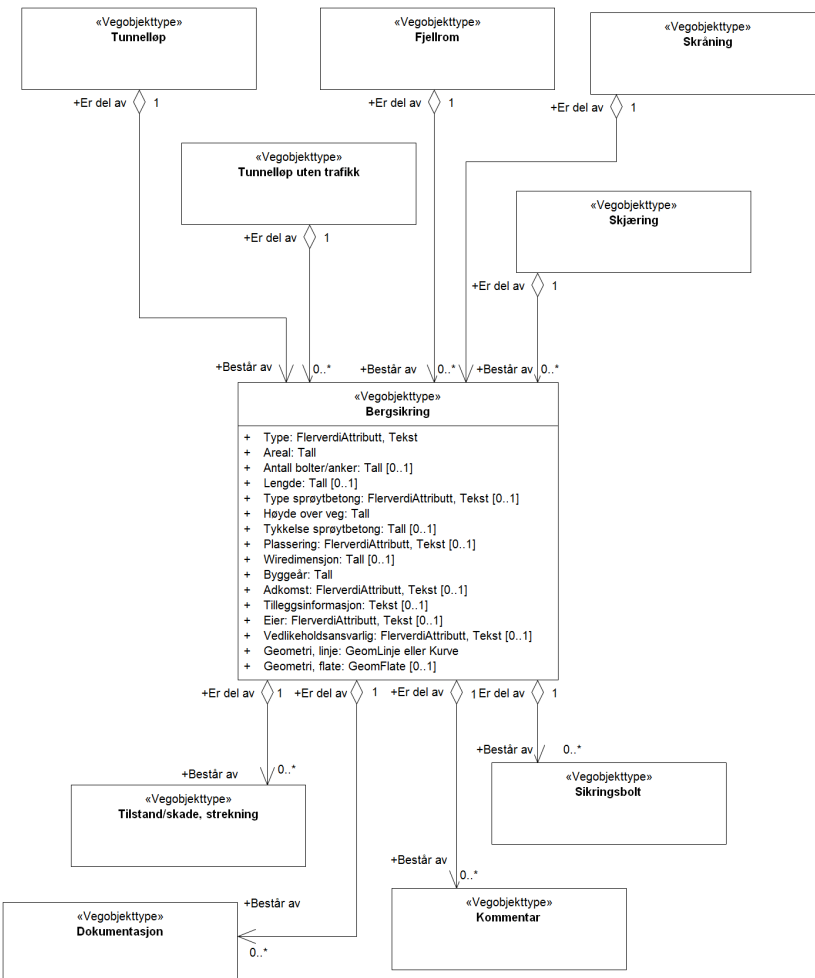 «Vegobjekttype»
Tunnelløp
«Vegobjekttype»
Fjellrom
«Vegobjekttype»
Skråning
+Er del av 1
+Er del av 1
+Er del av 1
«Vegobjekttype»
Tunnelløp uten trafikk
«Vegobjekttype»
Skjæring
+Er del av 1
+Er del av 1
+Består av 0..* +Består av 0..* +Består av 0..*
«Vegobjekttype»
Bergsikring
+ Type: FlerverdiAttributt, Tekst
+ Areal: Tall
+ Antall bolter/anker: Tall [0..1]
+ Lengde: Tall [0..1]
+ Type sprøytbetong: FlerverdiAttributt, Tekst [0..1]
+ Høyde over veg: Tall
+ Tykkelse sprøytbetong: Tall [0..1]
+ Plassering: FlerverdiAttributt, Tekst [0..1]
+ Wiredimensjon: Tall [0..1]
+ Byggeår: Tall
+ Adkomst: FlerverdiAttributt, Tekst [0..1]
+ Tilleggsinformasjon: Tekst [0..1]
+ Eier: FlerverdiAttributt, Tekst [0..1]
+ Vedlikeholdsansvarlig: FlerverdiAttributt, Tekst [0..1]
+ Geometri, linje: GeomLinje eller Kurve
+ Geometri, flate: GeomFlate [0..1]
+Er del av 1 +Er del av 1 +Er del av 1 +Er del av 1
+Består av 0..*
+Består av 0..*
«Vegobjekttype»
Sikringsbolt
«Vegobjekttype»
Tilstand/skade, strekning
+Består av
0..*
«Vegobjekttype»
Kommentar
+Består av
0..*
«Vegobjekttype»
Dokumentasjon